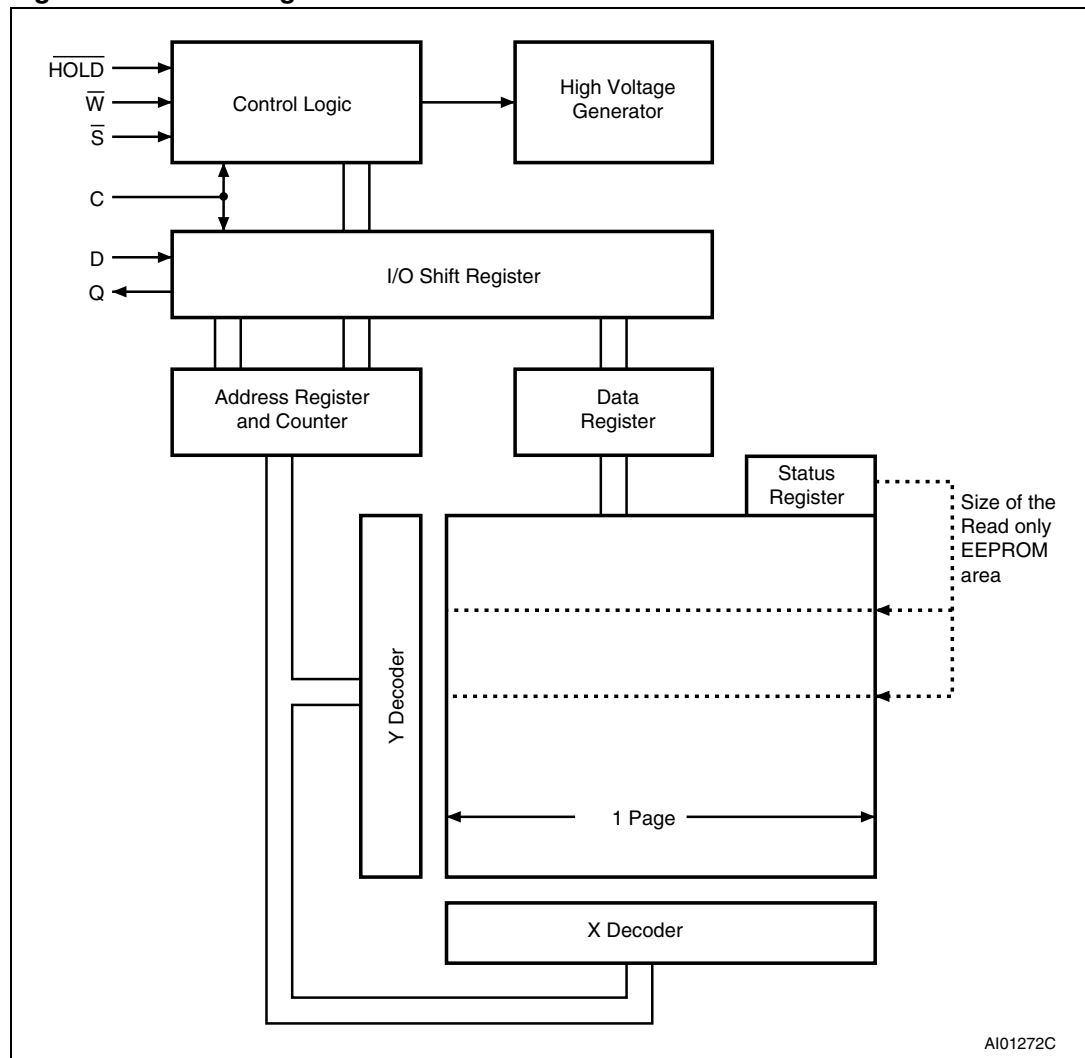 HOLD
W
S
C
D
Q
Control Logic
High Voltage
Generator
I/O Shift Register
Address Register
and Counter
Data
Register
Status
Register
Size of the
Read only
EEPROM
area
Y Decoder
1 Page
X Decoder
AI01272C